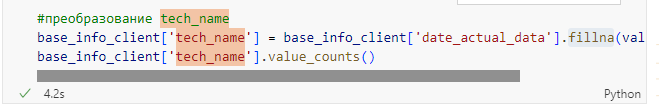 #преобразование tech_name
base_info_client['tech_name'] = base_info_client['date_actual_data'].fillna(val
base_info_client['tech_name'].value_counts()
4.2s Python